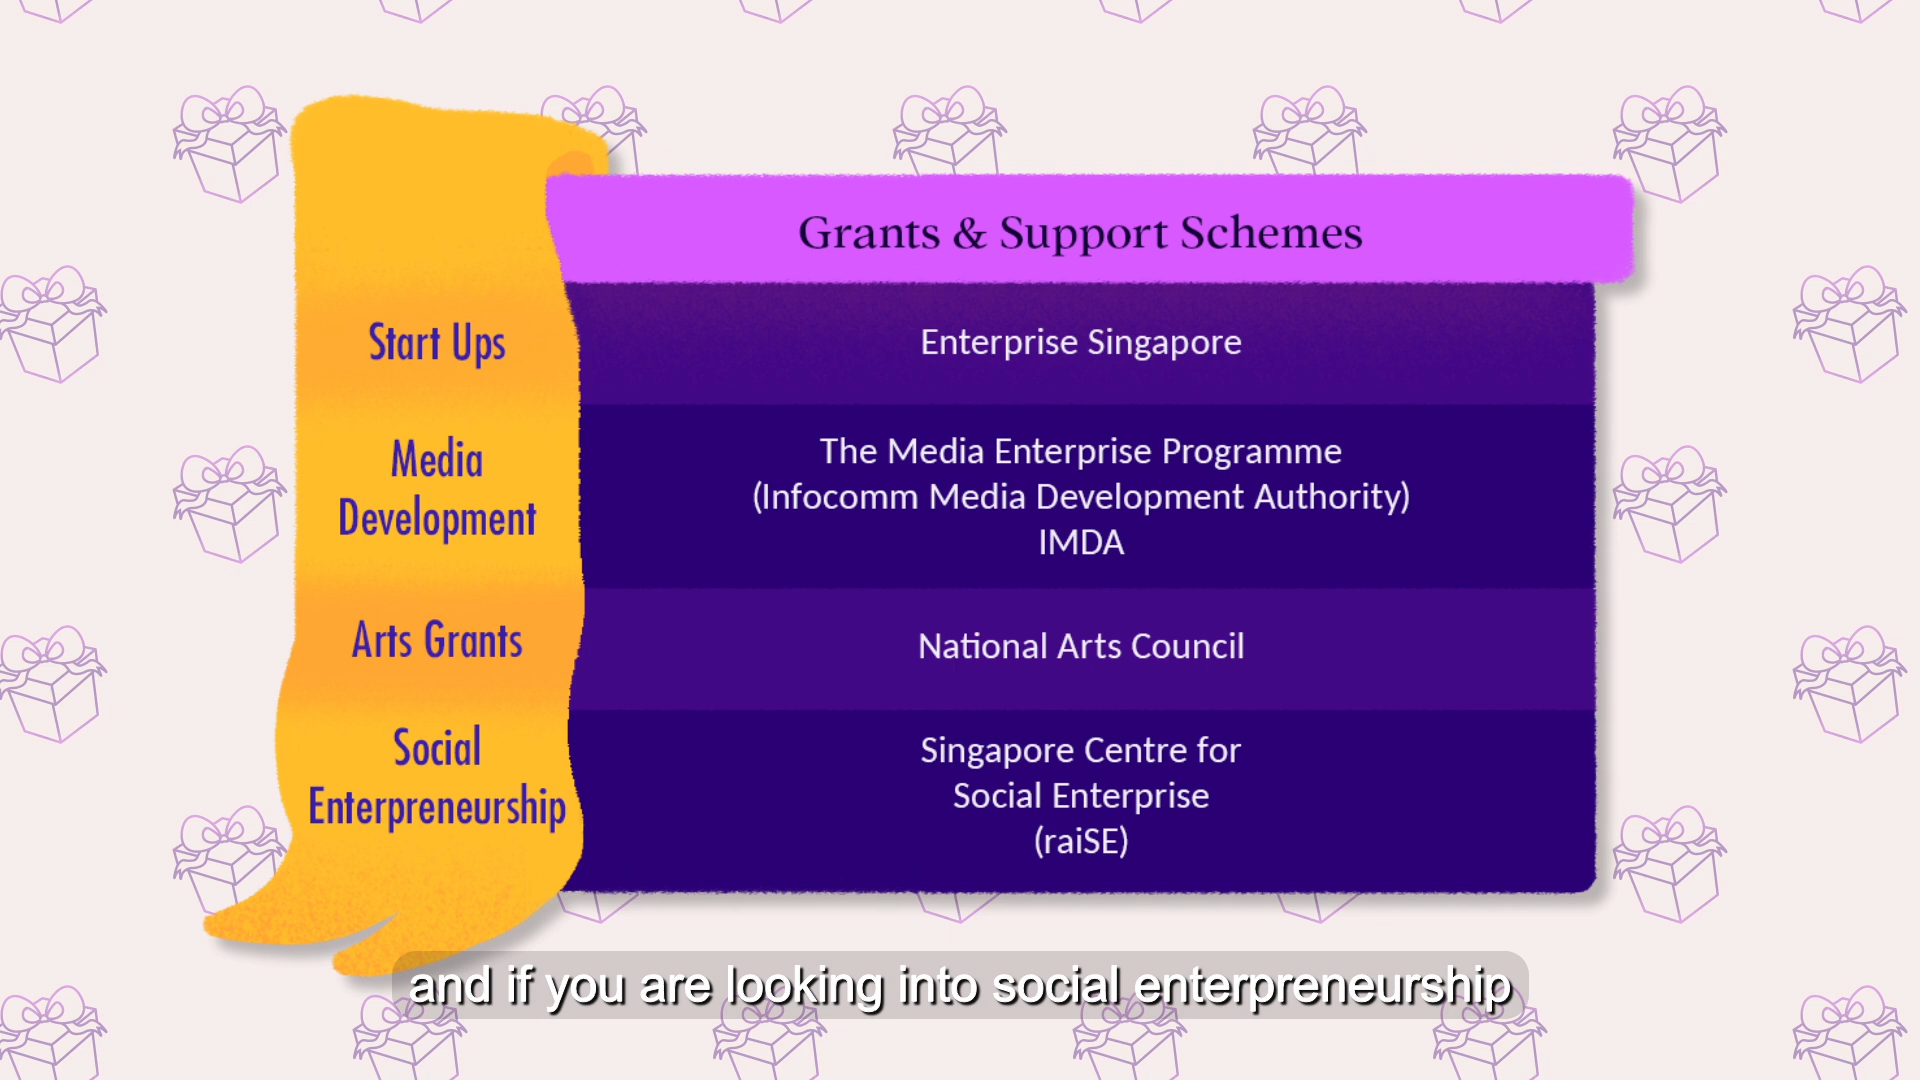 Grants & Support Schemes
Start Ups
Enterprise Singapore
Media
Development
The Media Enterprise Programme
(Infocomm Media Development Authority)
IMDA
Arts Grants
National Arts Council
Social
Enterpreneurship
Singapore Centre for
Social Enterprise
(raiSE)
and if you are looking into social enterpreneurship